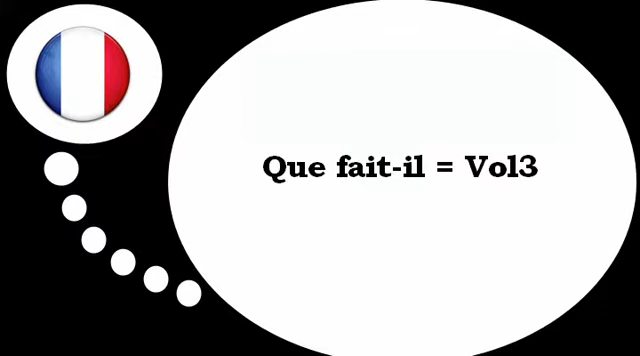 Que fait-il = Vol3